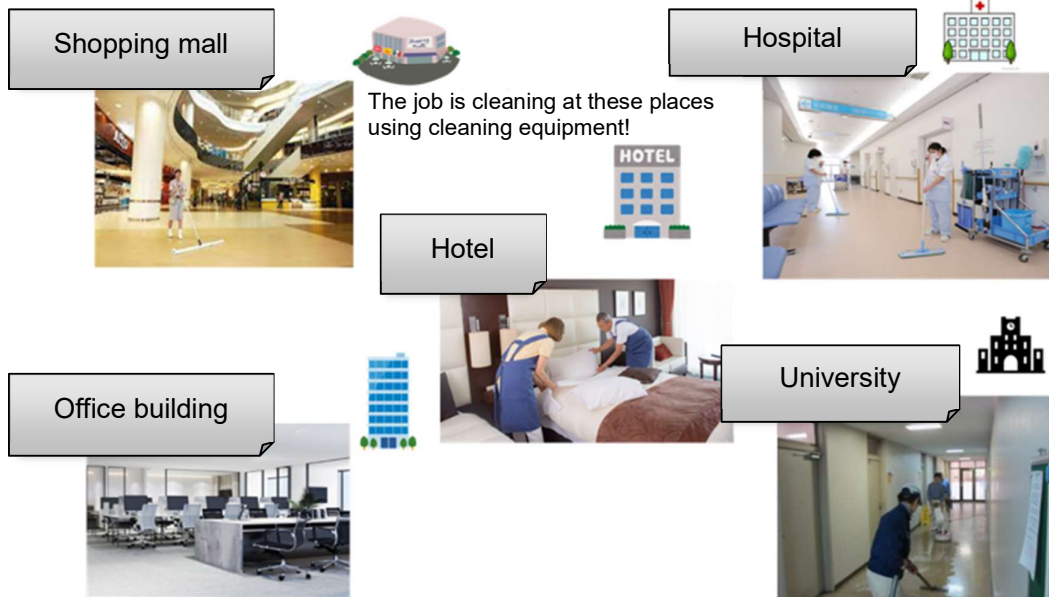 Shopping mall
Hospital
The job is cleaning at these places
using cleaning equipment!
HOTEL
Hotel
University
Office building